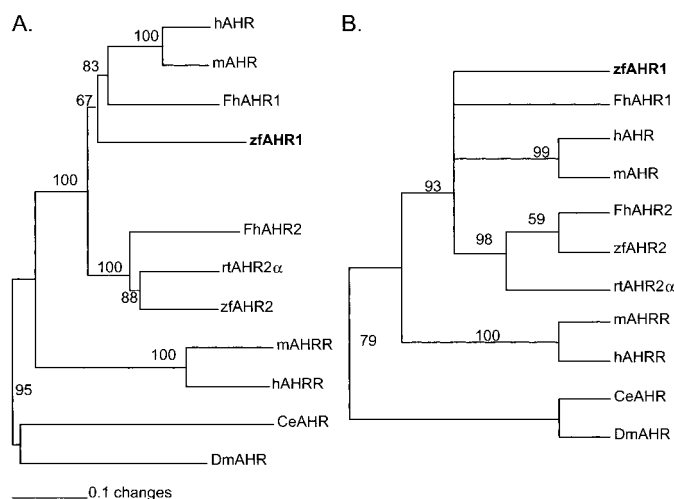 A.
100
hAHR
mAHR
83
FhAHR1
67
zfAHR1
100
FhAHR2
100
rtAHR2α
88
zfAHR2
100
mAHRR
hAHRR
95
CeAHR
DmAHR
0.1 changes
B.
zfAHR1
FhAHR1
hAHR
99
mAHR
93
FhAHR2
59
98
zfAHR2
rtAHR2α
mAHRR
79
100
hAHRR
CeAHR
DmAHR